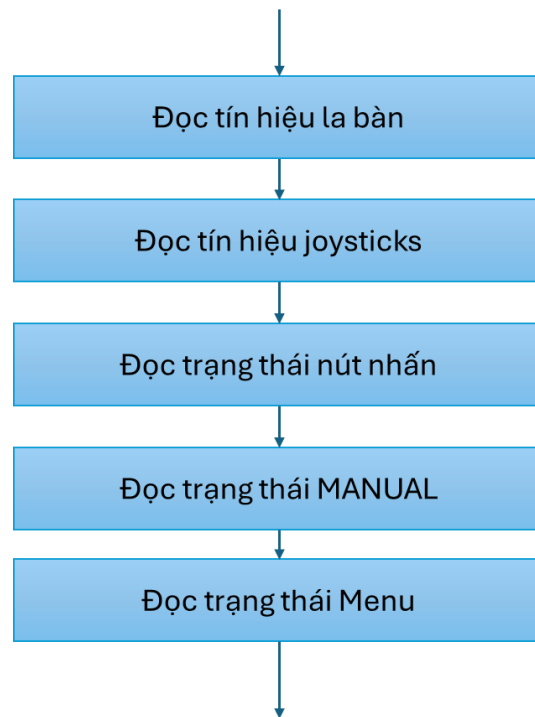 Đọc tín hiệu la bàn
Đọc tín hiệu joysticks
Đọc trạng thái nút nhấn
Đọc trạng thái MANUAL
Đọc trạng thái Menu